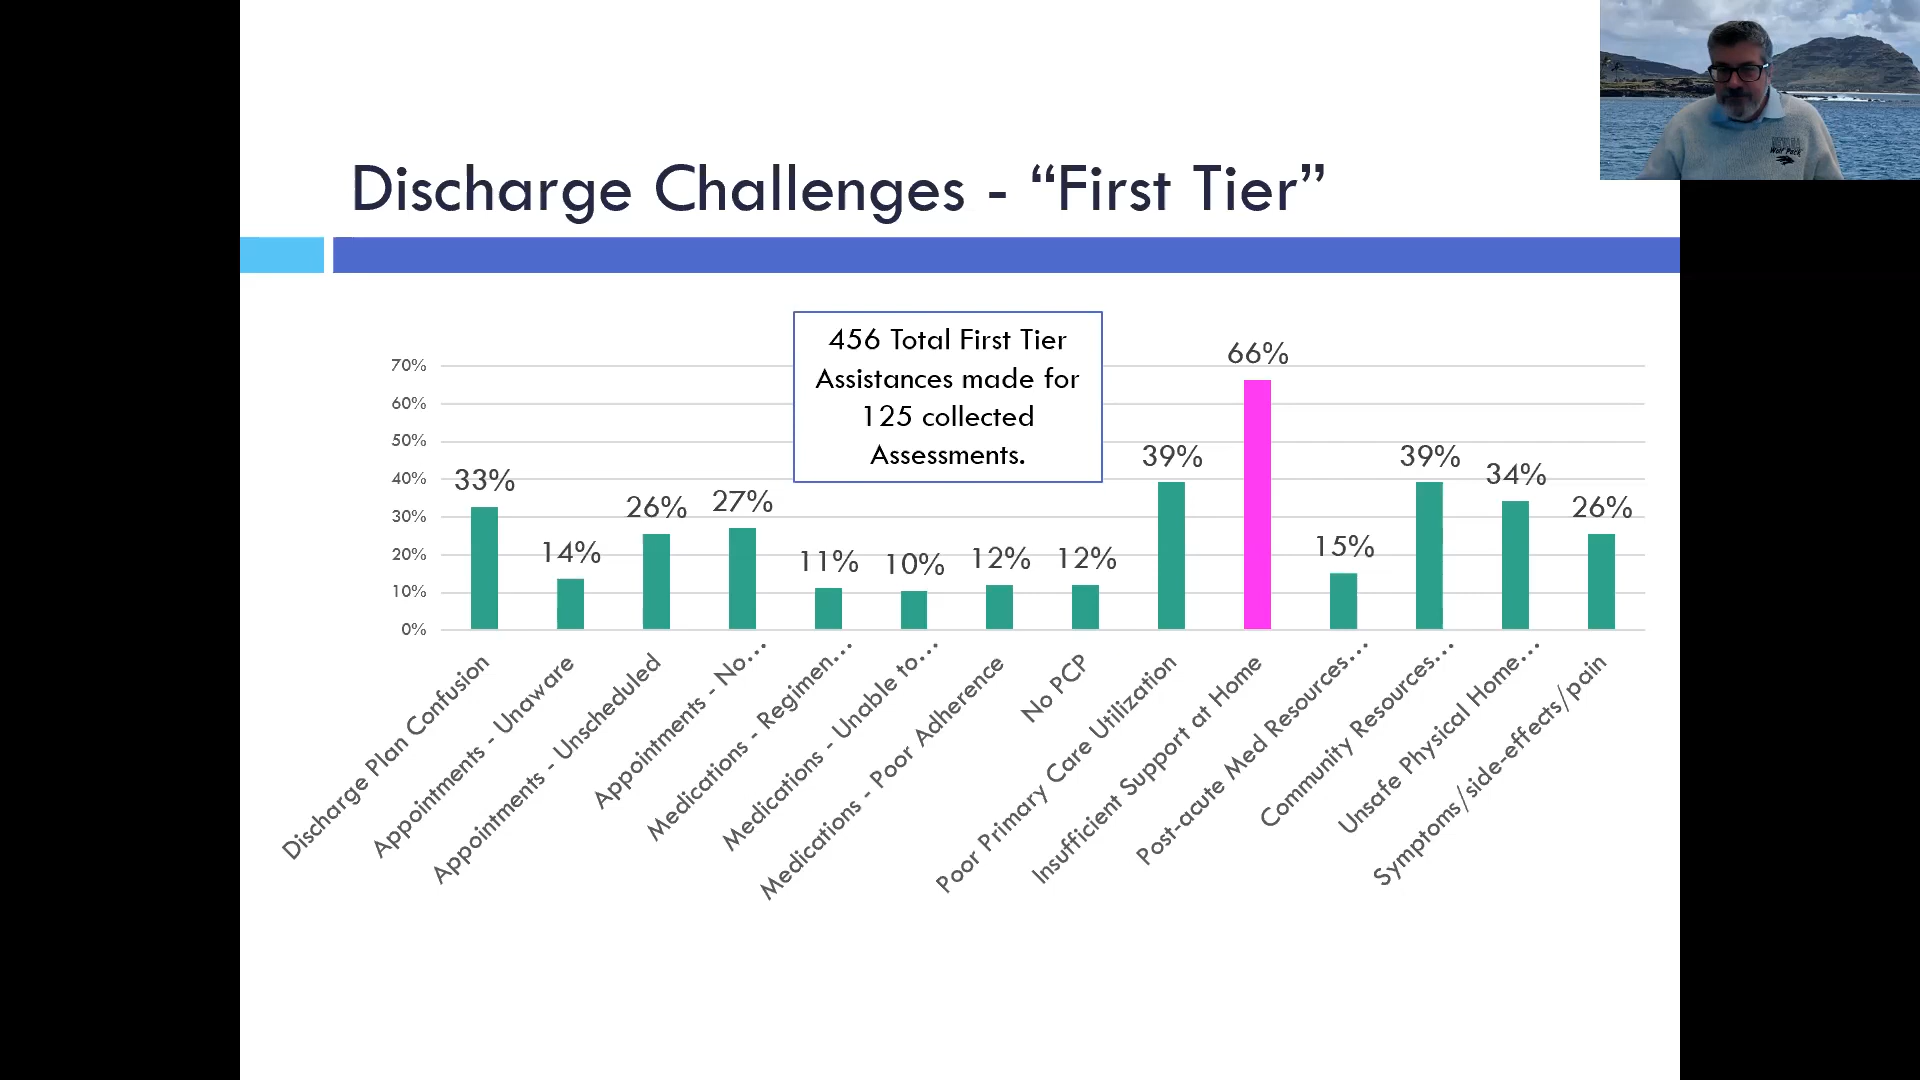 Discharge Challenges - “First Tier”
456 Total First Tier
Assistances made for
125 collected
Assessments.
70%
60%
50%
40%
30%
20%
10%
0%
33%
14%
26%
27%
11%
10%
12%
12%
39%
66%
15%
39%
34%
26%
Discharge Plan Confusion
Appointments - Unaware
Appointments - Unscheduled
Appointments - No...
Medications - Regimen...
Medications - Unable to...
Medications - Poor Adherence
No PCP
Poor Primary Care Utilization
Insufficient Support at Home
Post-acute Med Resources...
Community Resources...
Unsafe Physical Home...
Symptoms/side-effects/pain
Wolf Pack